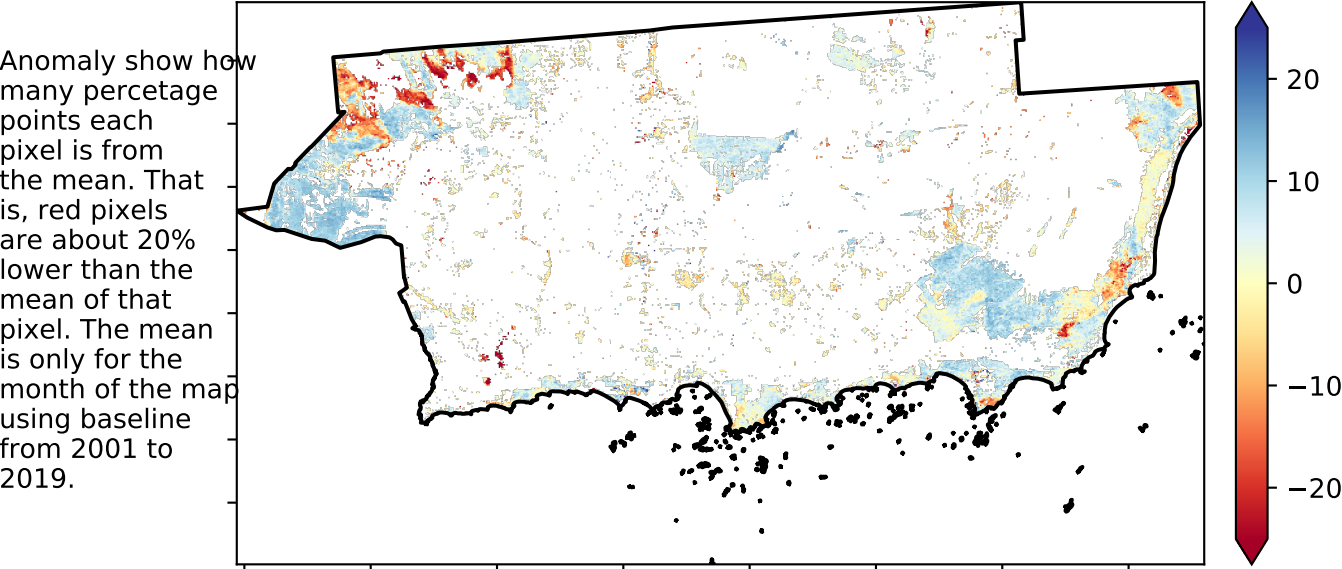 Anomaly show how
many percetage
points each
pixel is from
the mean. That
is, red pixels
are about 20%
lower than the
mean of that
pixel. The mean
is only for the
month of the map
using baseline
from 2001 to
2019.
20
10
0
−10
−20